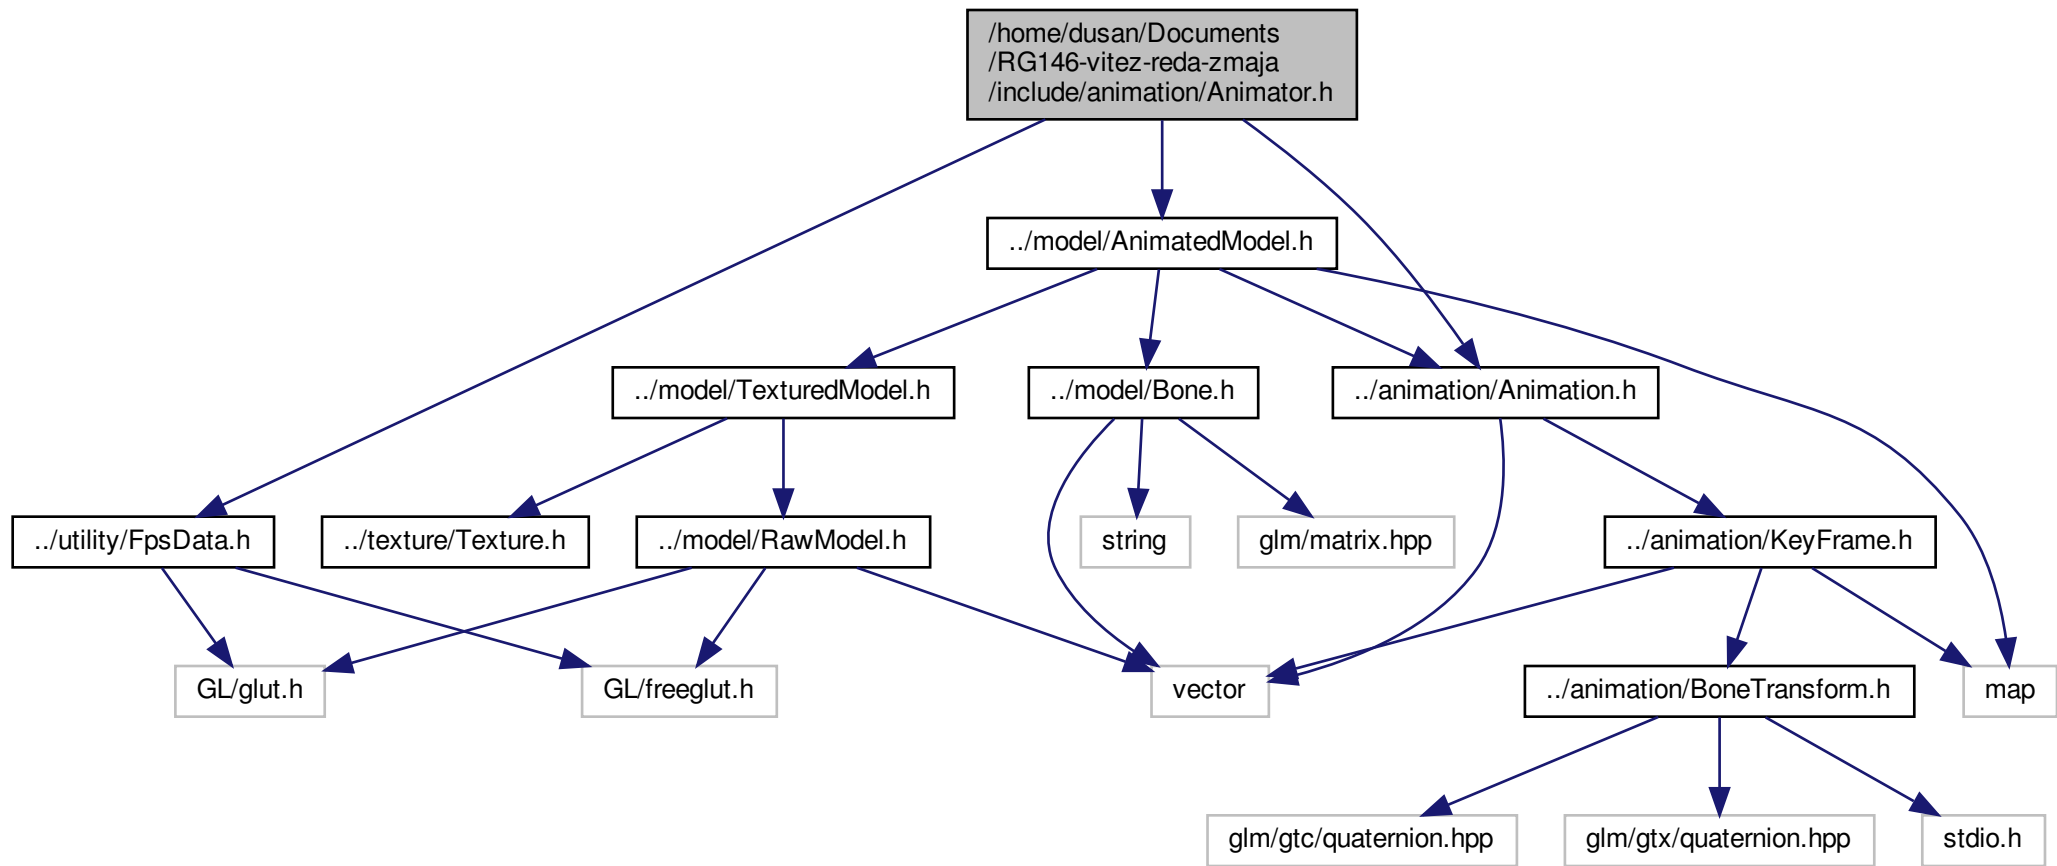 /home/dusan/Documents
/RG146-vitez-reda-zmaja
/include/animation/Animator.h
../model/AnimatedModel.h
../model/TexturedModel.h
../model/Bone.h
../animation/Animation.h
../utility/FpsData.h
../texture/Texture.h
../model/RawModel.h
string
glm/matrix.hpp
../animation/KeyFrame.h
GL/glut.h
GL/freeglut.h
vector
../animation/BoneTransform.h
map
glm/gtc/quaternion.hpp
glm/gtx/quaternion.hpp
stdio.h